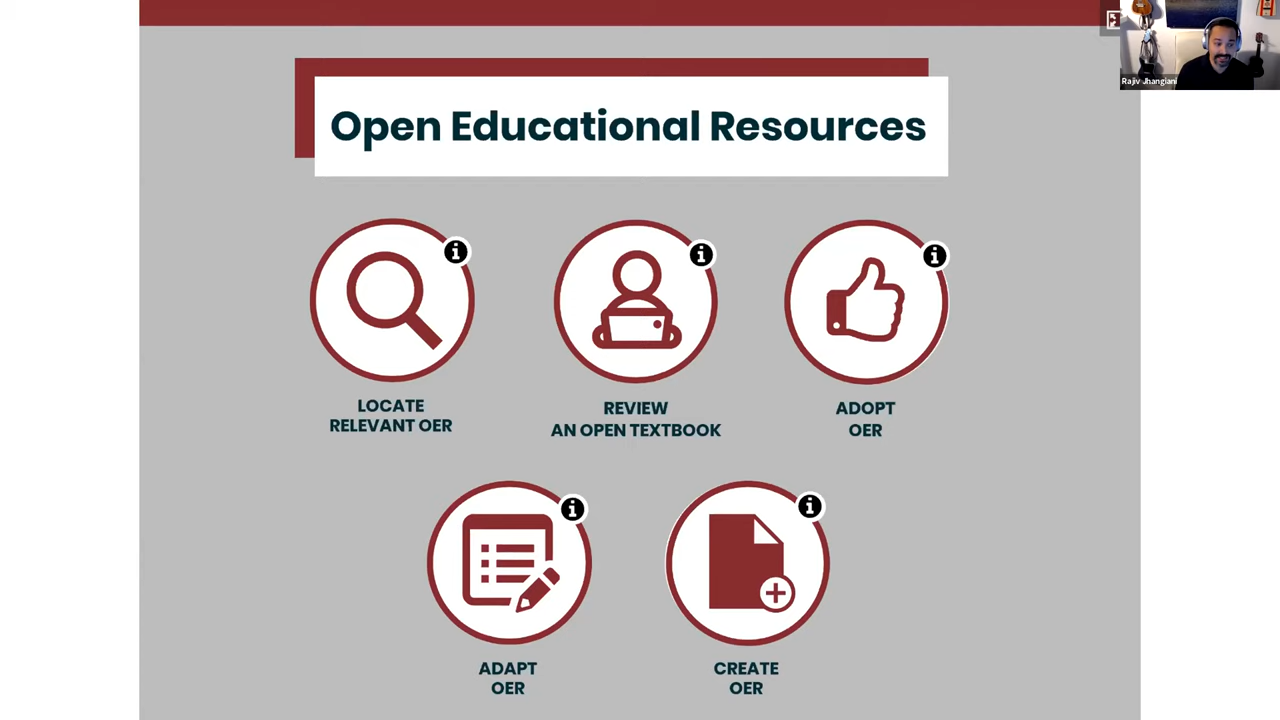 Rajiv Jhangiani
Open Educational Resources
LOCATE
RELEVANT OER
REVIEW
AN OPEN TEXTBOOK
ADOPT
OER
ADAPT
OER
CREATE
OER